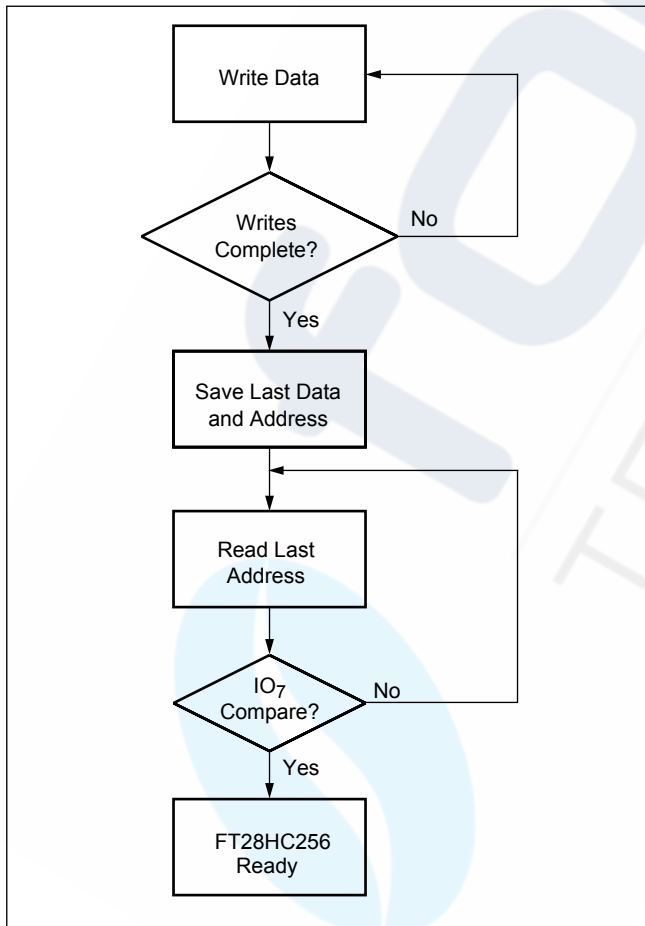 Write Data
Writes
Complete?
No
Yes
Save Last Data
and Address
Read Last
Address
IO7
Compare?
No
Yes
FT28HC256
Ready